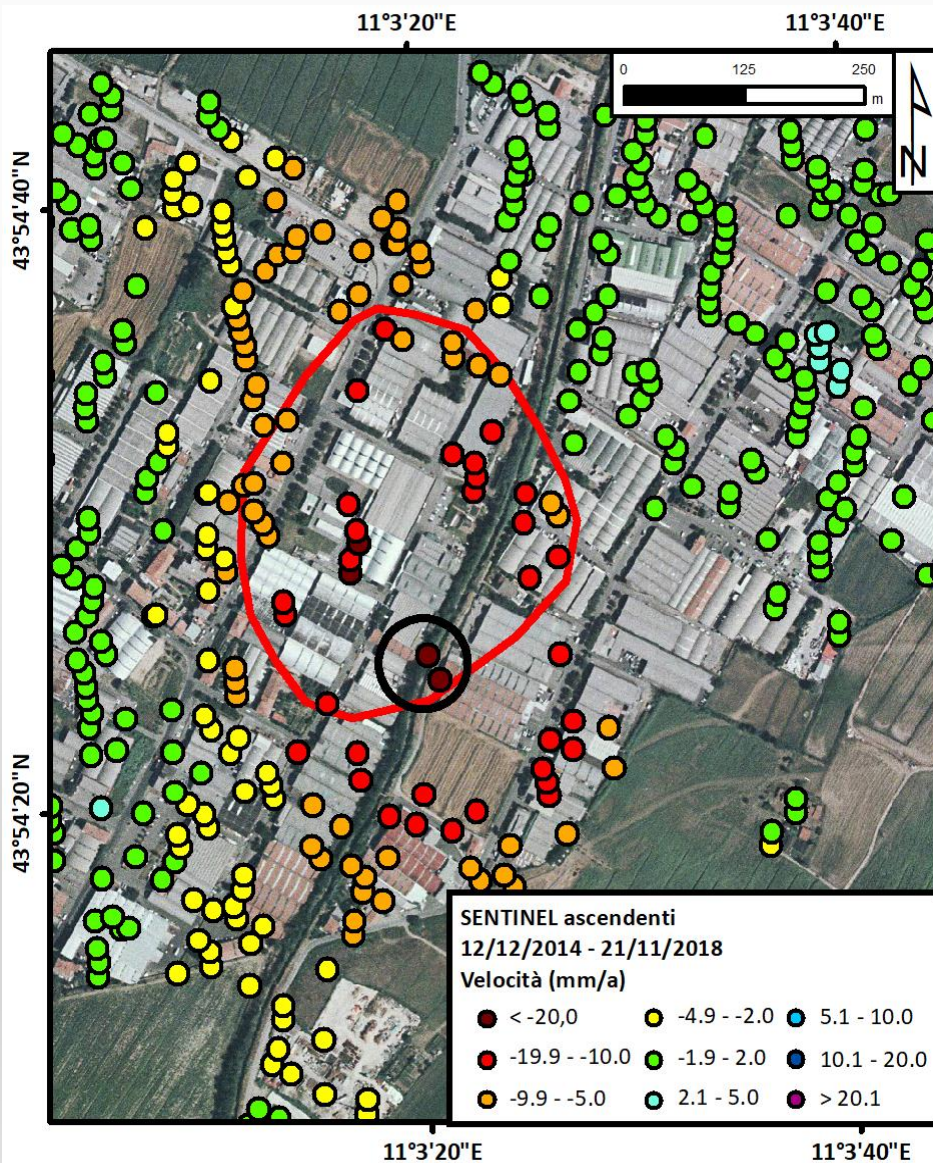 11°3'20"E
11°3'40"E
0
125
250
m
N
43°54'40"N
43°54'20"N
SENTINEL ascendenti
12/12/2014 - 21/11/2018
Velocità (mm/a)
< -20,0
-4.9 - -2.0
5.1 - 10.0
-19.9 - -10.0
-1.9 - 2.0
10.1 - 20.0
-9.9 - -5.0
2.1 - 5.0
> 20.1
11°3'20"E
11°3'40"E